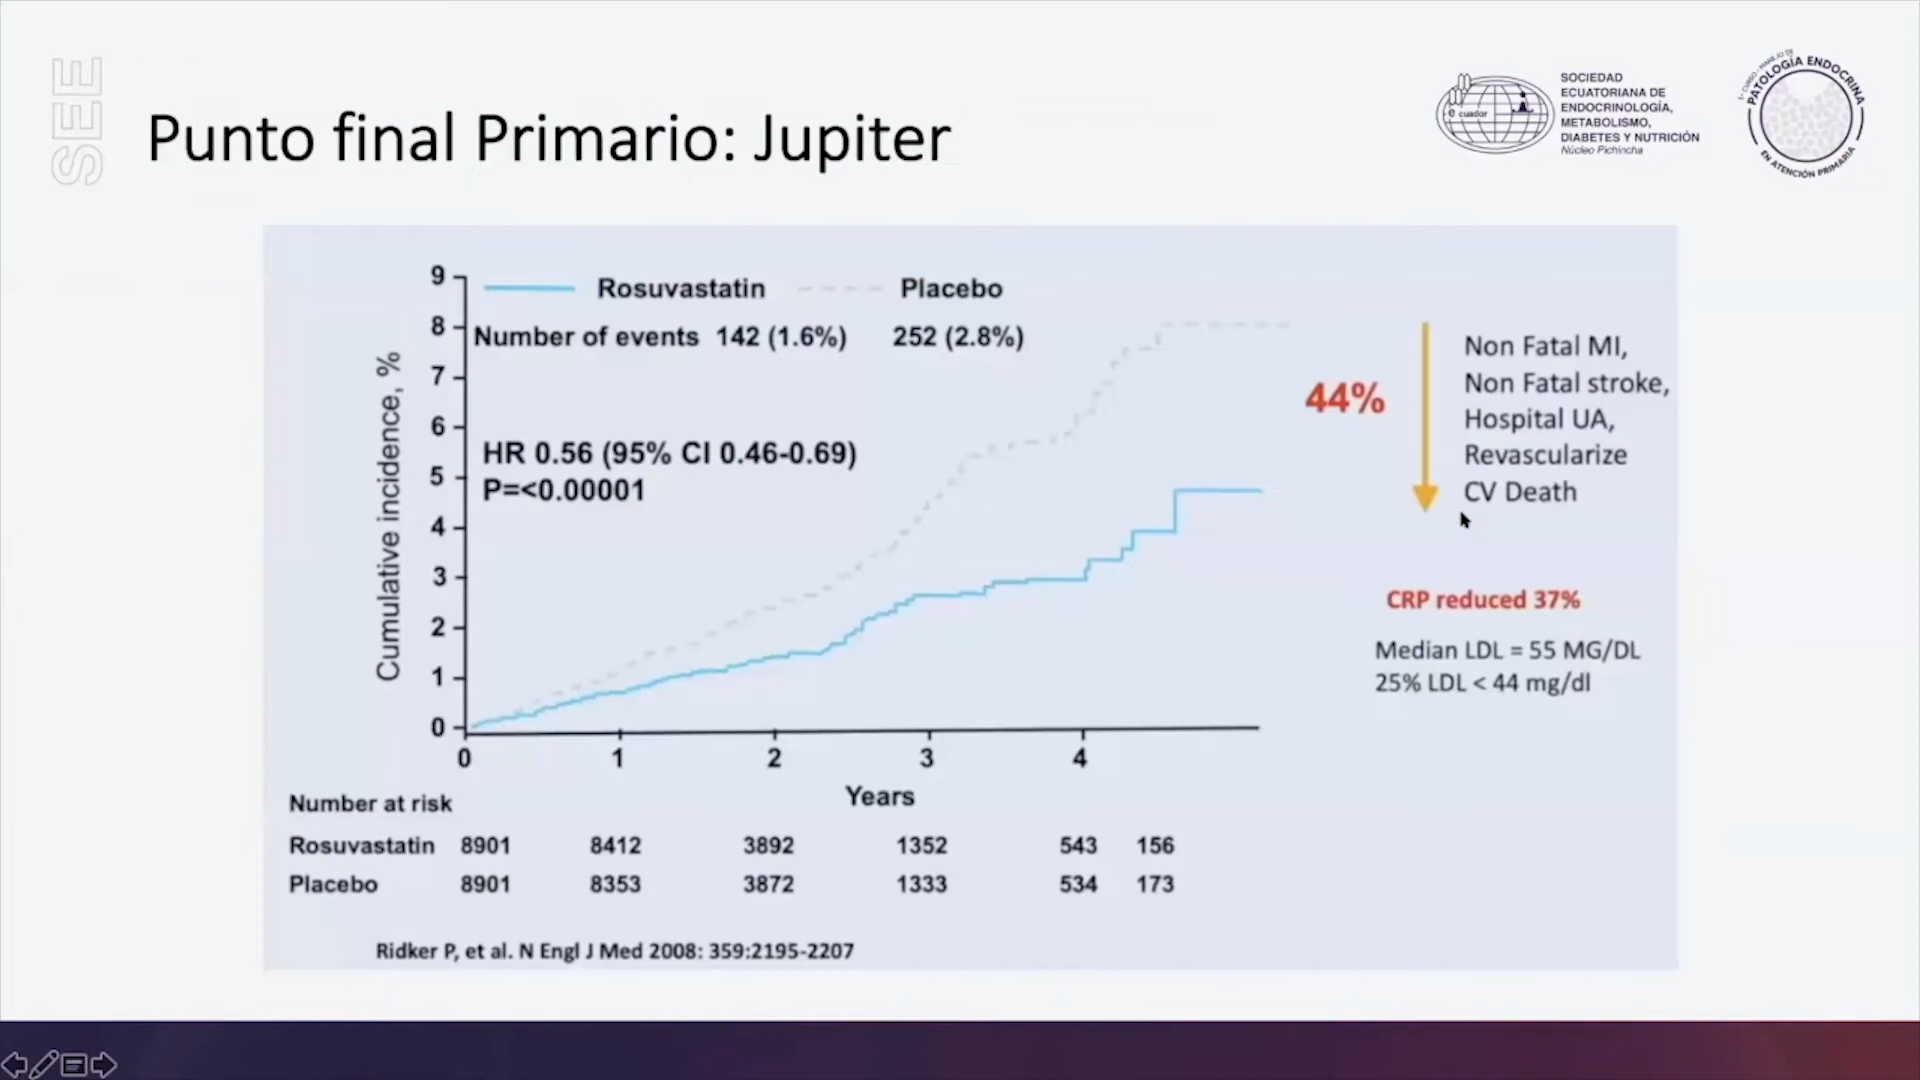 SEE
Punto final Primario: Jupiter
e cuador
SOCIEDAD
ECUATORIANA DE
ENDOCRINOLOGÍA,
METABOLISMO,
DIABETES Y NUTRICIÓN
Núcleo Pichincha
PATOLOGÍA ENDOCRINA
EN ATENCIÓN PRIMARIA
Rosuvastatin Placebo
Number of events 142 (1.6%) 252 (2.8%)
HR 0.56 (95% CI 0.46-0.69)
P=<0.00001
Cumulative incidence, %
9
8
7
6
5
4
3
2
1
0
0 1 2 3 4
Years
44%
Non Fatal MI,
Non Fatal stroke,
Hospital UA,
Revascularize
CV Death
CRP reduced 37%
Median LDL = 55 MG/DL
25% LDL < 44 mg/dl
Number at risk
Rosuvastatin 8901 8412 3892 1352 543 156
Placebo 8901 8353 3872 1333 534 173
Ridker P, et al. N Engl J Med 2008: 359:2195-2207